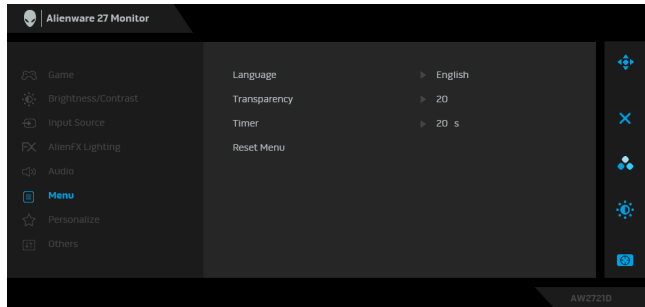 Alienware 27 Monitor
Game
Brightness/Contrast
Input Source
AlienFX Lighting
Audio
Menu
Personalize
Others
Language English
Transparency 20
Timer 20 s
Reset Menu
AW2721D